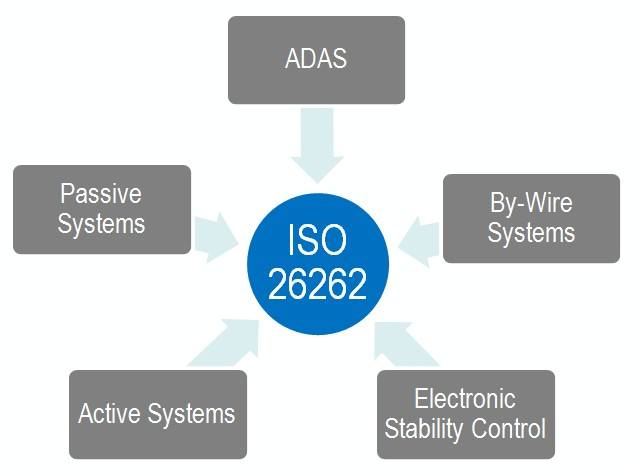 ADAS
Passive
Systems
By-Wire
Systems
ISO
26262
Active Systems
Electronic
Stability Control